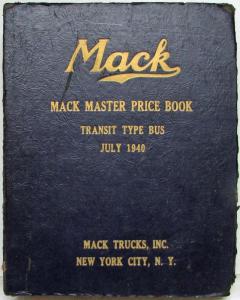 Mack
MACK MASTER PRICE BOOK
TRANSIT TYPE BUS
JULY 1940
MACK TRUCKS, INC.
NEW YORK CITY, N. Y.